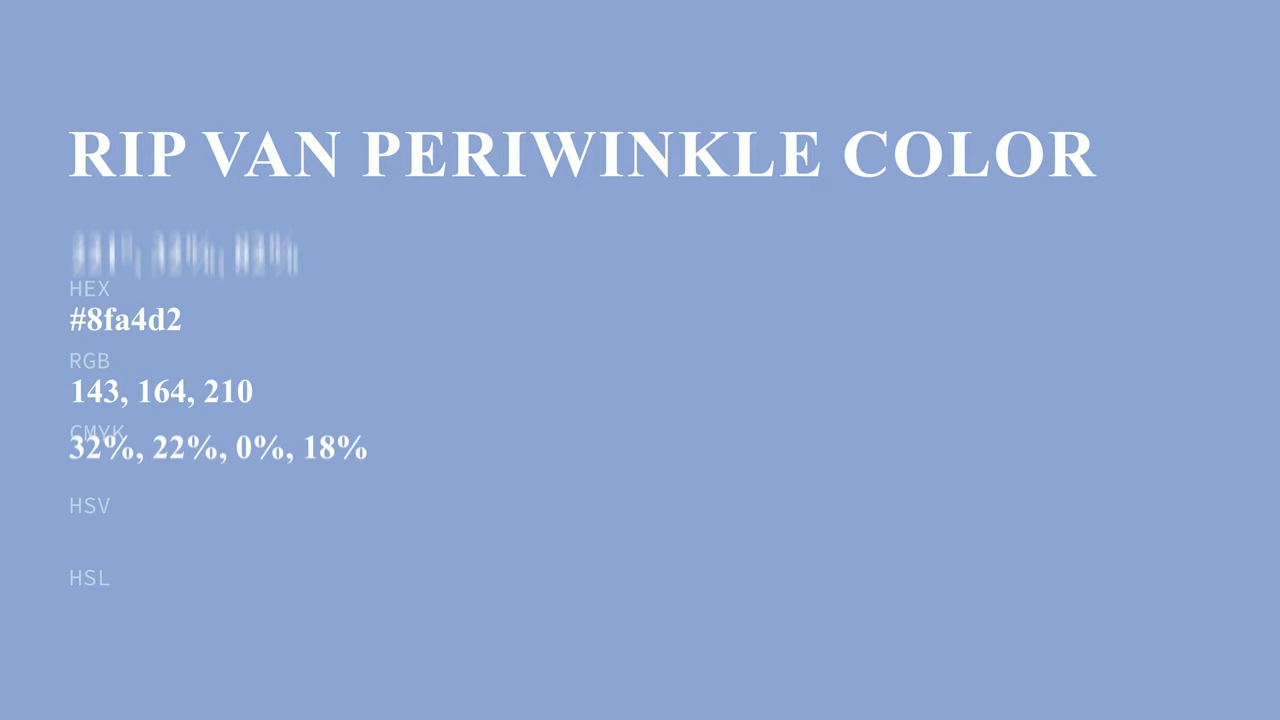 RIP VAN PERIWINKLE COLOR
HEX
#8fa4d2
RGB
143, 164, 210
CMYK
32%, 22%, 0%, 18%
HSV
HSL